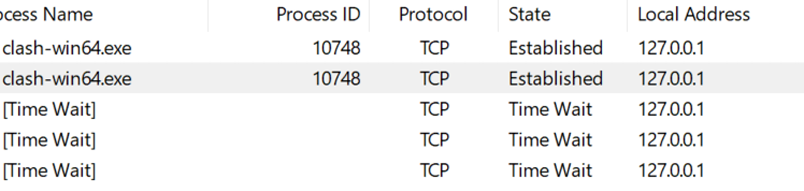 ocess Name Process ID Protocol State Local Address
clash-win64.exe 10748 TCP Established 127.0.0.1
clash-win64.exe 10748 TCP Established 127.0.0.1
[Time Wait] TCP Time Wait 127.0.0.1
[Time Wait] TCP Time Wait 127.0.0.1
[Time Wait] TCP Time Wait 127.0.0.1